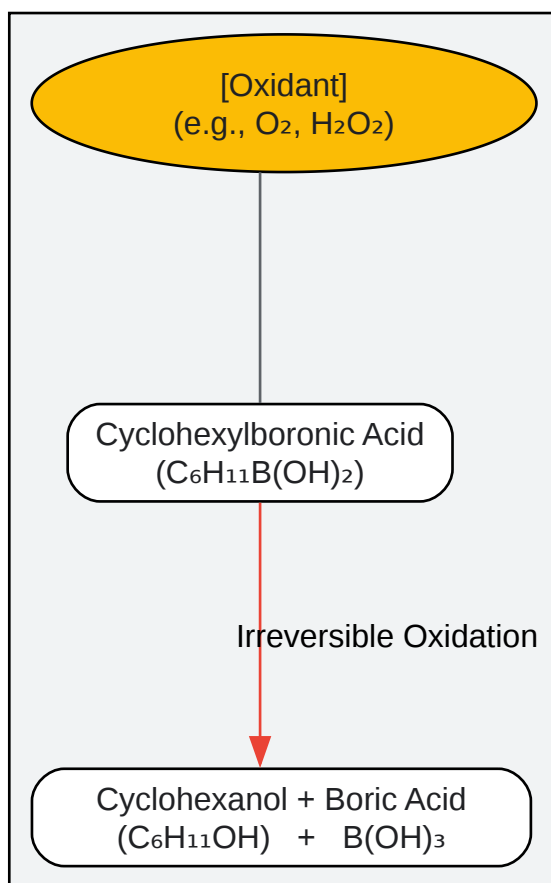 [Oxidant]
(e.g., O₂, H₂O₂)
Cyclohexylboronic Acid
(C₆H₁₁B(OH)₂)
Irreversible Oxidation
Cyclohexanol + Boric Acid
(C₆H₁₁OH) + B(OH)₃